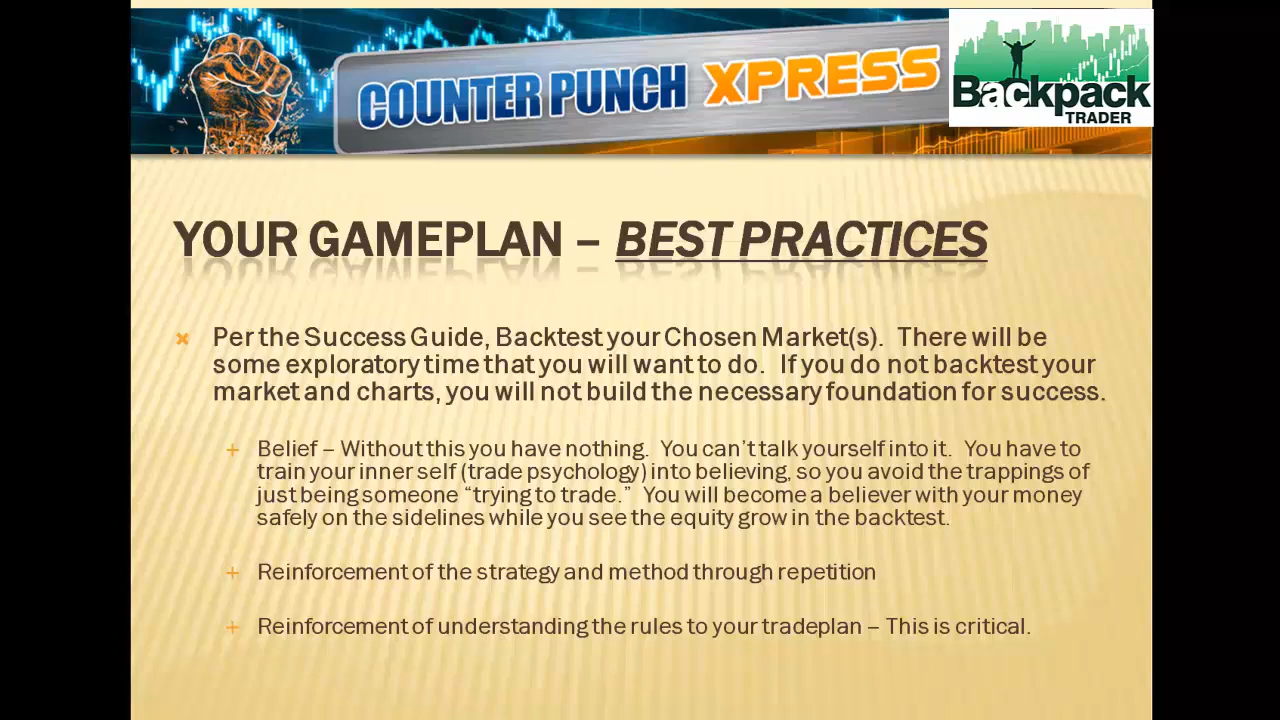 COUNTER PUNCH XPRESS
Backpack
TRADER
YOUR GAMEPLAN – BEST PRACTICES
Per the Success Guide, Backtest your Chosen Market(s). There will be
some exploratory time that you will want to do. If you do not backtest your
market and charts, you will not build the necessary foundation for success.
Belief – Without this you have nothing. You can't talk yourself into it. You have to
train your inner self (trade psychology) into believing, so you avoid the trappings of
just being someone “trying to trade.” You will become a believer with your money
safely on the sidelines while you see the equity grow in the backtest.
Reinforcement of the strategy and method through repetition
Reinforcement of understanding the rules to your tradeplan – This is critical.